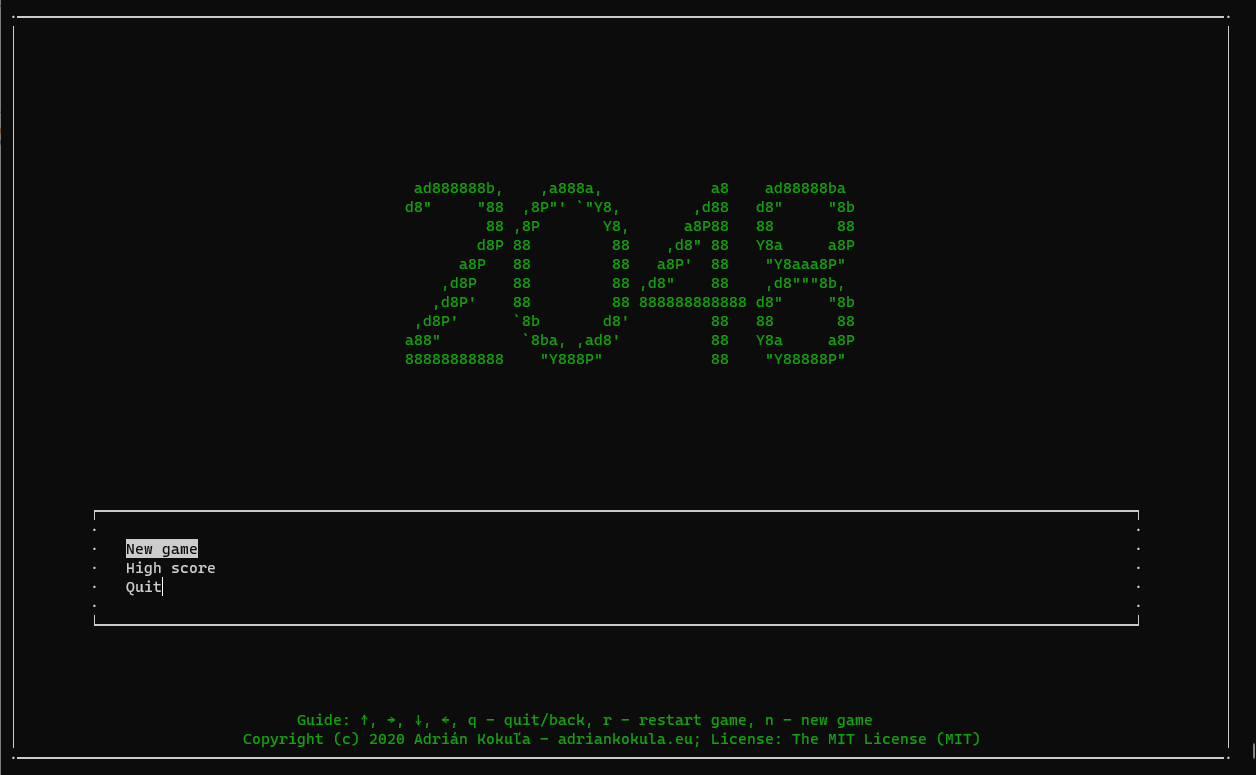 ad888888b,    ,a888a,            a8    ad88888ba
d8"     "88  ,8P"' `"Y8,        ,d88   d8"     "8b
         88 ,8P       Y8,      a8P88   88       88
        d8P 88         88    ,d8" 88   Y8a     a8P
      a8P   88         88   a8P'  88    "Y8aaa8P"
    ,d8P    88         88 ,d8"    88    ,d8"""8b,
   ,d8P'    88         88 888888888888 d8"     "8b
 ,d8P'      `8b       d8'         88   88       88
a88"         `8ba, ,ad8'          88   Y8a     a8P
88888888888    "Y888P"            88    "Y88888P"
New game
High score
Quit
Guide: ↑, →, ↓, ←, q - quit/back, r - restart game, n - new game
Copyright (c) 2020 Adrián Kokuľa - adriankokula.eu; License: The MIT License (MIT)